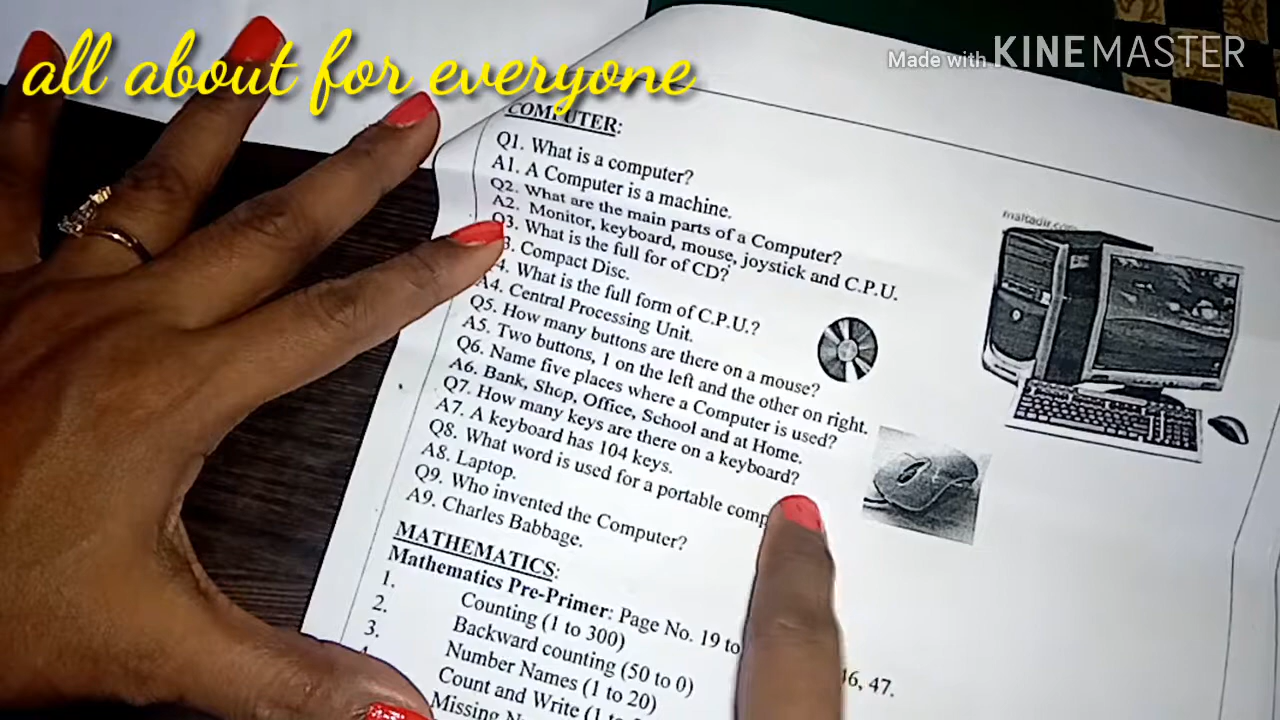 all about for everyone
Made with KINEMASTER
COMPUTER:
Q1. What is a computer?
A1. A Computer is a machine.
Q2. What are the main parts of a Computer?
A2. Monitor, keyboard, mouse, joystick and C.P.U.
Q3. What is the full for of CD?
3. Compact Disc.
4. What is the full form of C.P.U.?
A4. Central Processing Unit.
Q5. How many buttons are there on a mouse?
A5. Two buttons, 1 on the left and the other on right.
Q6. Name five places where a Computer is used?
A6. Bank, Shop, Office, School and at Home.
Q7. How many keys are there on a keyboard?
A7. A keyboard has 104 keys.
Q8. What word is used for a portable comp
A8. Laptop.
Q9. Who invented the Computer?
A9. Charles Babbage.
maltadir.com
MATHEMATICS:
Mathematics Pre-Primer: Page No. 19 to 46, 47.
1. Counting (1 to 300)
2. Backward counting (50 to 0)
3. Number Names (1 to 20)
Count and Write (1 to
Missing